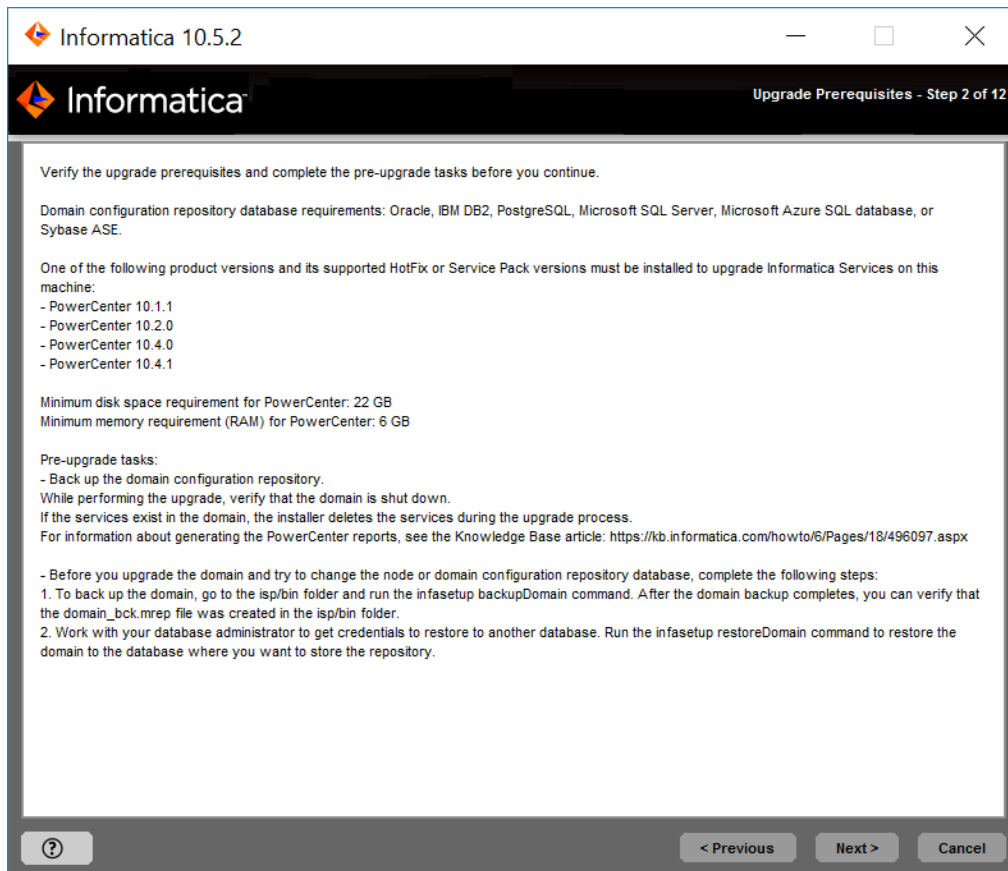 Informatica 10.5.2
Informatica
Upgrade Prerequisites - Step 2 of 12
Verify the upgrade prerequisites and complete the pre-upgrade tasks before you continue.
Domain configuration repository database requirements: Oracle, IBM DB2, PostgreSQL, Microsoft SQL Server, Microsoft Azure SQL database, or
Sybase ASE.
One of the following product versions and its supported HotFix or Service Pack versions must be installed to upgrade Informatica Services on this
machine:
- PowerCenter 10.1.1
- PowerCenter 10.2.0
- PowerCenter 10.4.0
- PowerCenter 10.4.1
Minimum disk space requirement for PowerCenter: 22 GB
Minimum memory requirement (RAM) for PowerCenter: 6 GB
Pre-upgrade tasks:
- Back up the domain configuration repository.
While performing the upgrade, verify that the domain is shut down.
If the services exist in the domain, the installer deletes the services during the upgrade process.
For information about generating the PowerCenter reports, see the Knowledge Base article: https://kb.informatica.com/howto/6/Pages/18/496097.aspx
- Before you upgrade the domain and try to change the node or domain configuration repository database, complete the following steps:
1. To back up the domain, go to the isp/bin folder and run the infasetup backupDomain command. After the domain backup completes, you can verify that
the domain_bck.mrep file was created in the isp/bin folder.
2. Work with your database administrator to get credentials to restore to another database. Run the infasetup restoreDomain command to restore the
domain to the database where you want to store the repository.
?
< Previous
Next >
Cancel